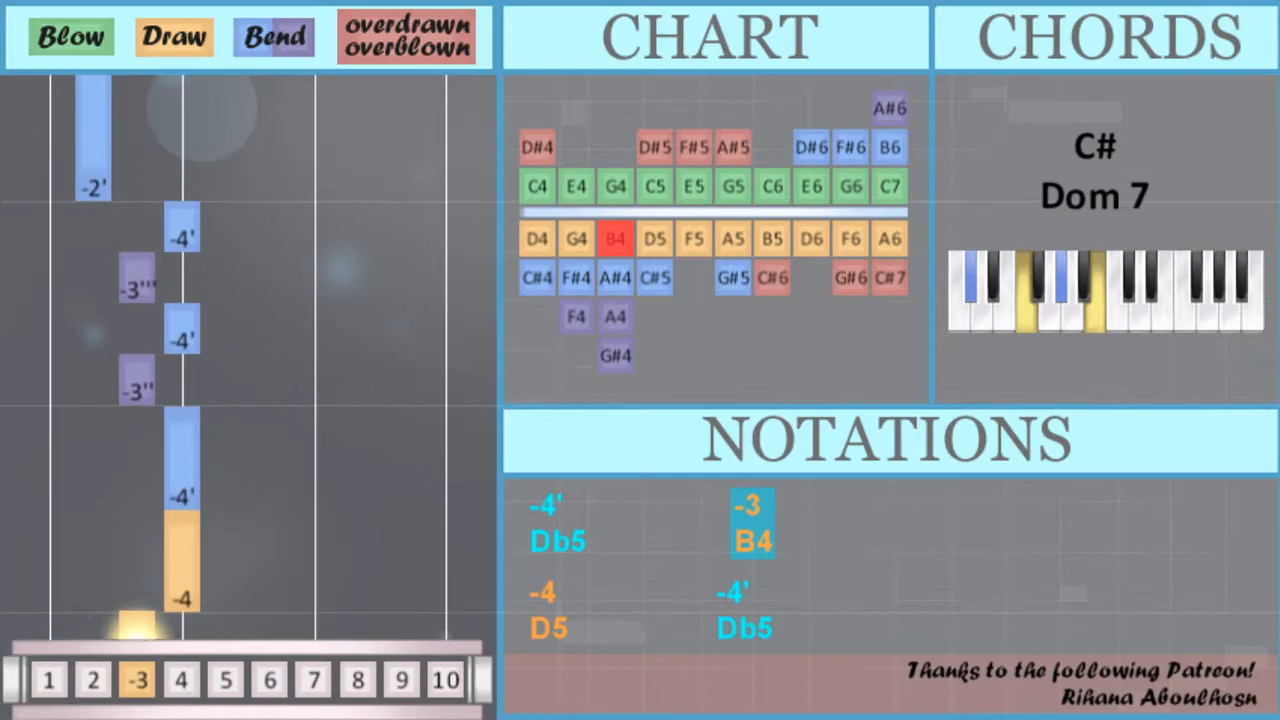 Blow Draw Bend overdrawn
overblown
CHART
CHORDS
-2'
-4'
-3'''
-4'
-3''
-4'
-4
1 2 -3 4 5 6 7 8 9 10
A#6
D#4 D#5 F#5 A#5 D#6 F#6 B6
C4 E4 G4 C5 E5 G5 C6 E6 G6 C7
D4 G4 B4 D5 F5 A5 B5 D6 F6 A6
C#4 F#4 A#4 C#5 G#5 C#6 G#6 C#7
F4 A4
G#4
C#
Dom 7
NOTATIONS
-4' -3
Db5 B4
-4 -4'
D5 Db5
Thanks to the following Patreon!
Rihana Aboulhosn